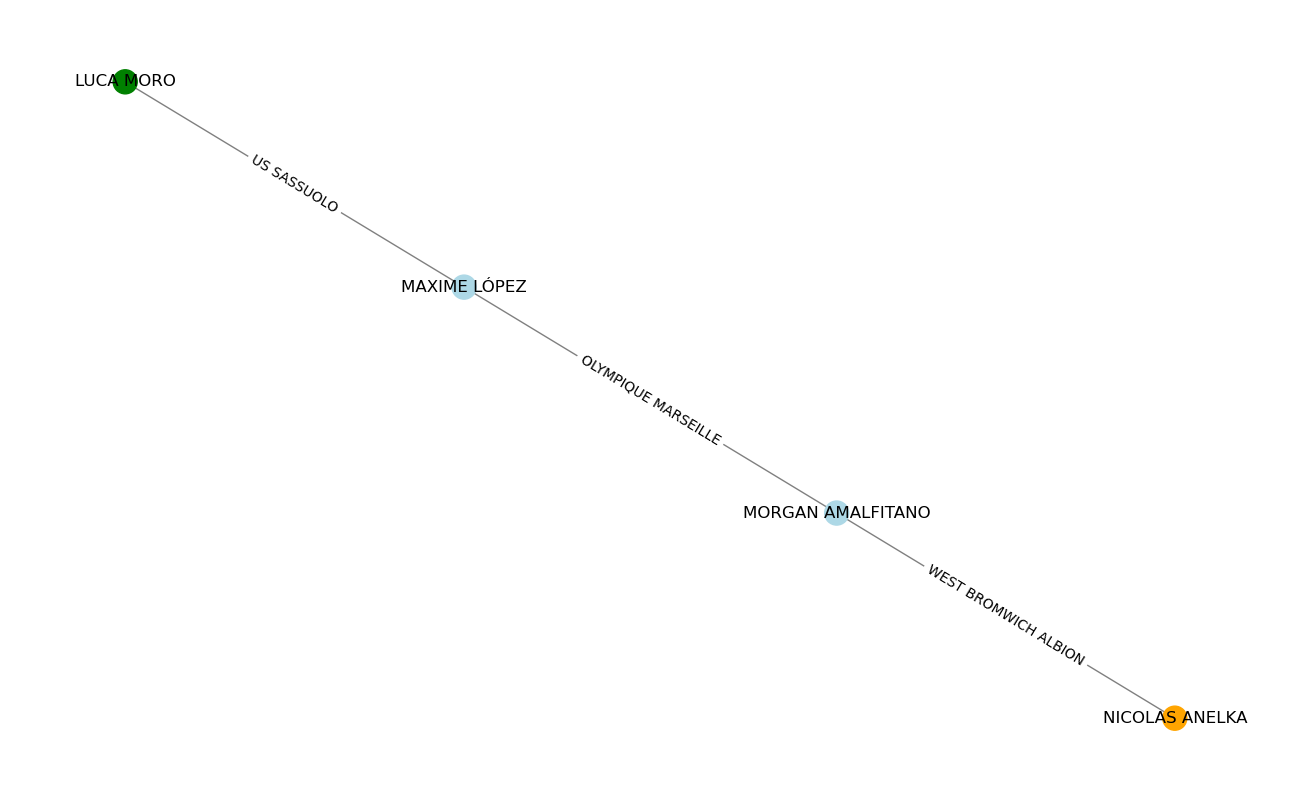 LUCA MORO
US SASSUOLO
MAXIME LÓPEZ
OLYMPIQUE MARSEILLE
MORGAN AMALFITANO
WEST BROMWICH ALBION
NICOLAS ANELKA